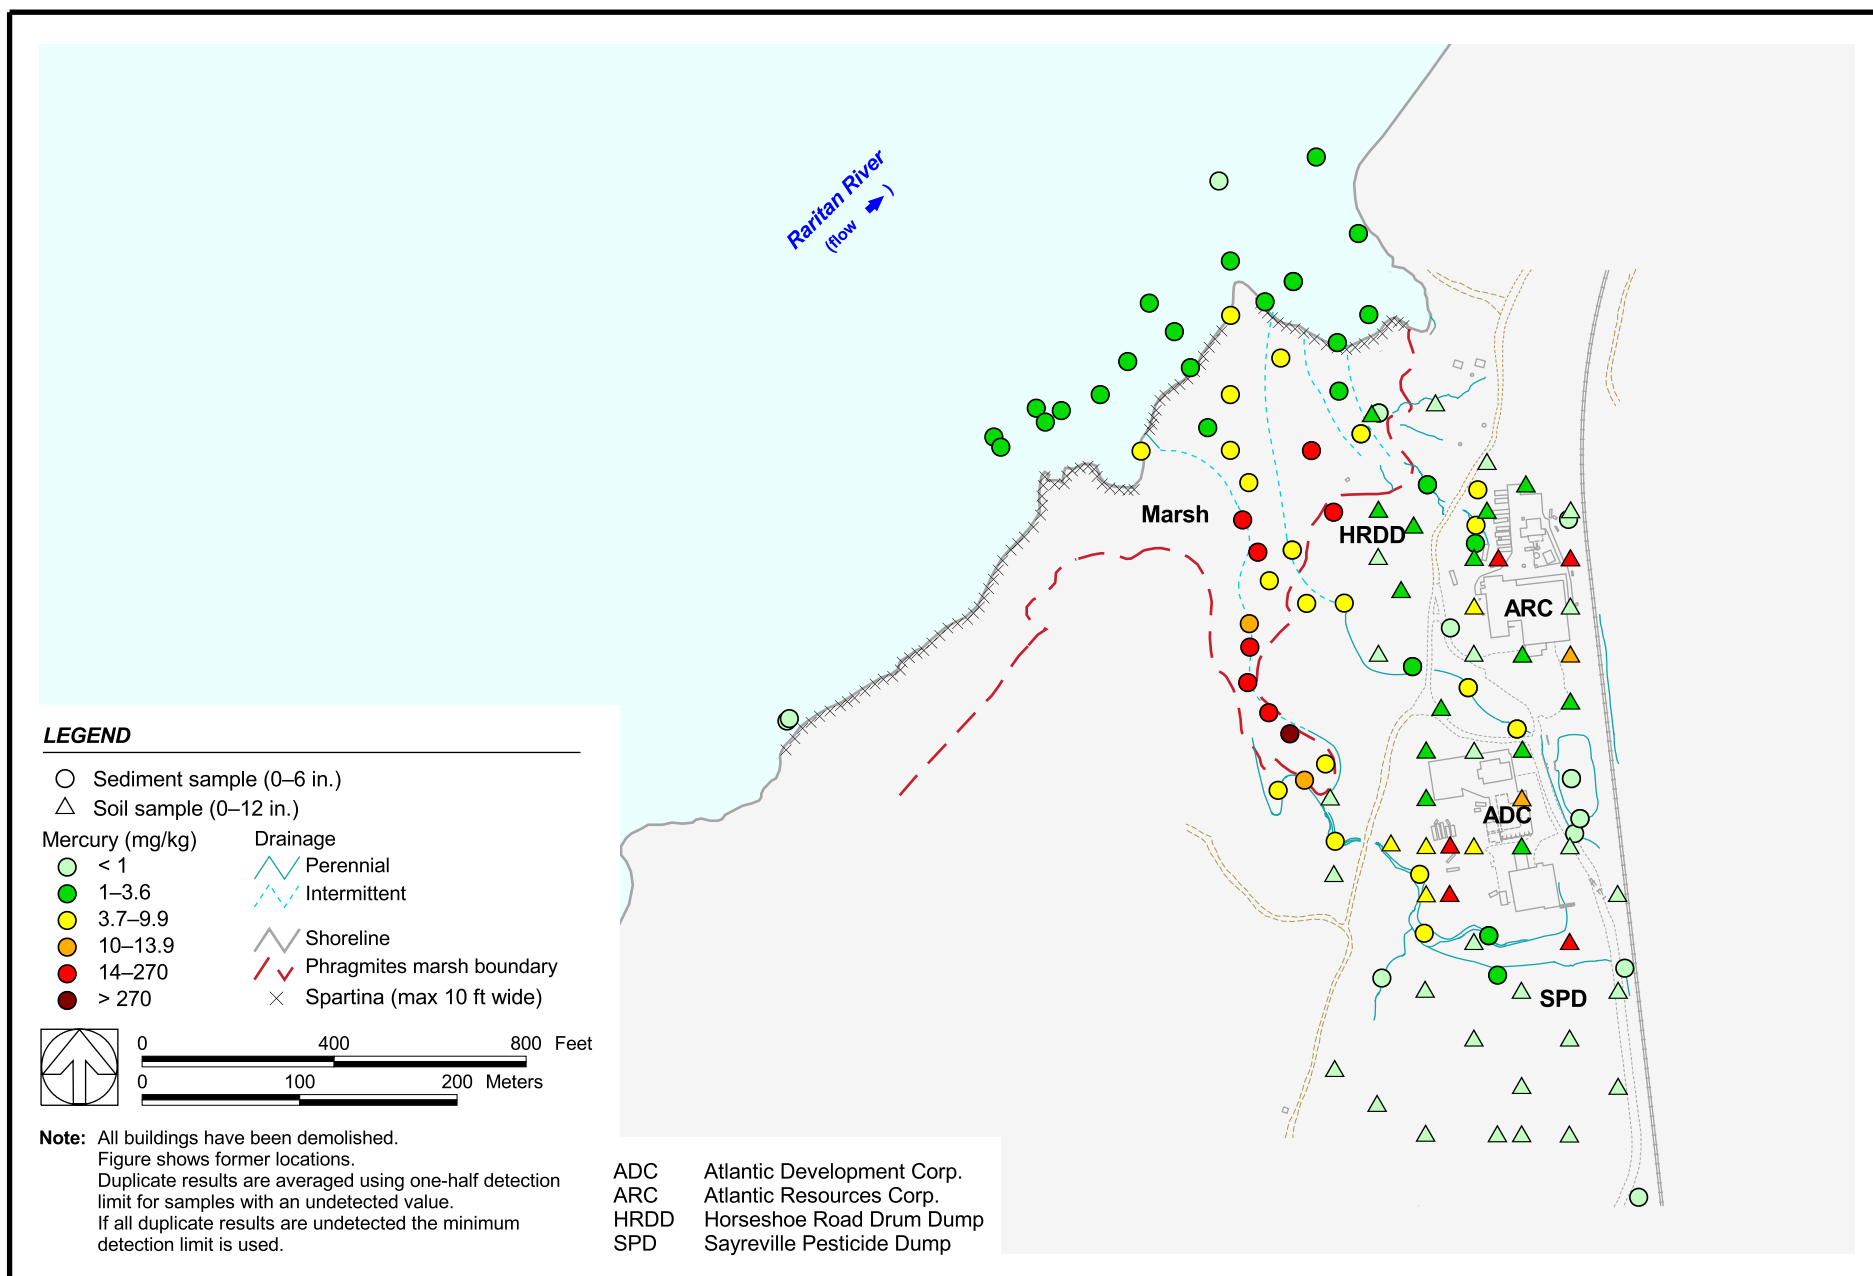 Raritan River
(flow )
Marsh
HRDD
ARC
ADC
SPD
LEGEND
Sediment sample (0–6 in.)
Soil sample (0–12 in.)
Mercury (mg/kg)
< 1
1–3.6
3.7–9.9
10–13.9
14–270
> 270
Drainage
Perennial
Intermittent
Shoreline
Phragmites marsh boundary
Spartina (max 10 ft wide)
0 400 800 Feet
0 100 200 Meters
Note: All buildings have been demolished.
Figure shows former locations.
Duplicate results are averaged using one-half detection
limit for samples with an undetected value.
If all duplicate results are undetected the minimum
detection limit is used.
ADC Atlantic Development Corp.
ARC Atlantic Resources Corp.
HRDD Horseshoe Road Drum Dump
SPD Sayreville Pesticide Dump